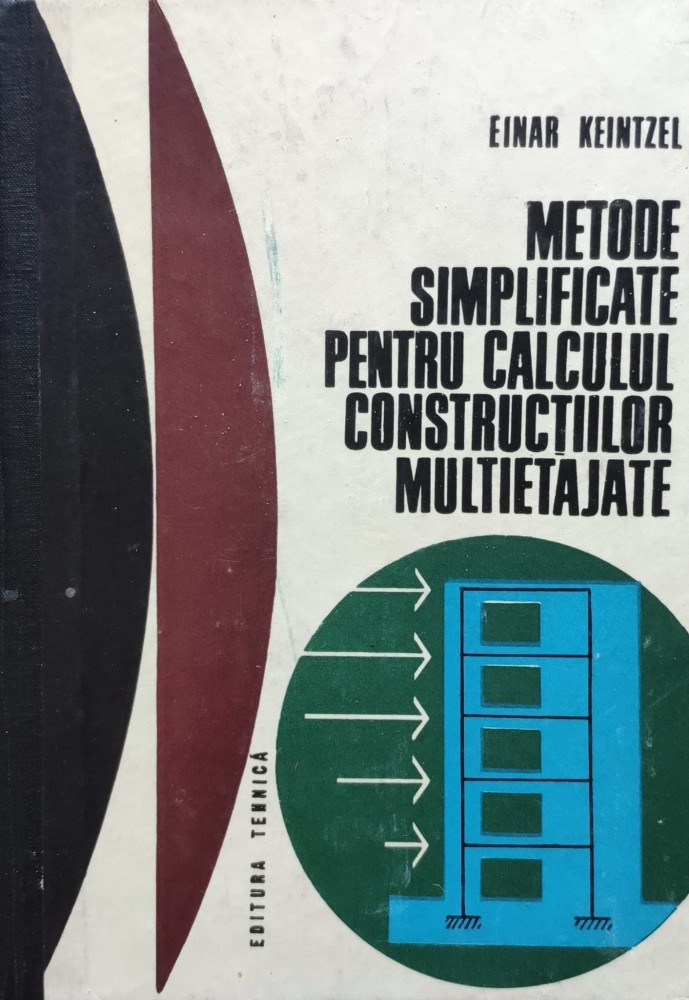 EINAR KEINTZEL
METODE
SIMPLIFICATE
PENTRU CALCULUL
CONSTRUCȚIILOR
MULTIETAJATE
EDITURA TEHNICĂ